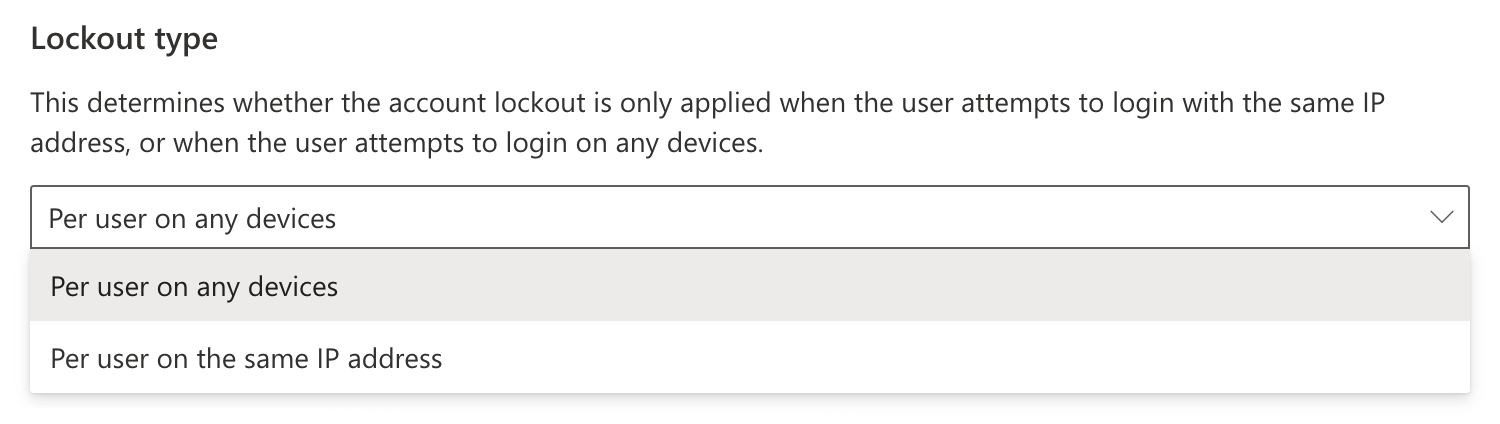 Lockout type
This determines whether the account lockout is only applied when the user attempts to login with the same IP
address, or when the user attempts to login on any devices.
Per user on any devices
Per user on any devices
Per user on the same IP address